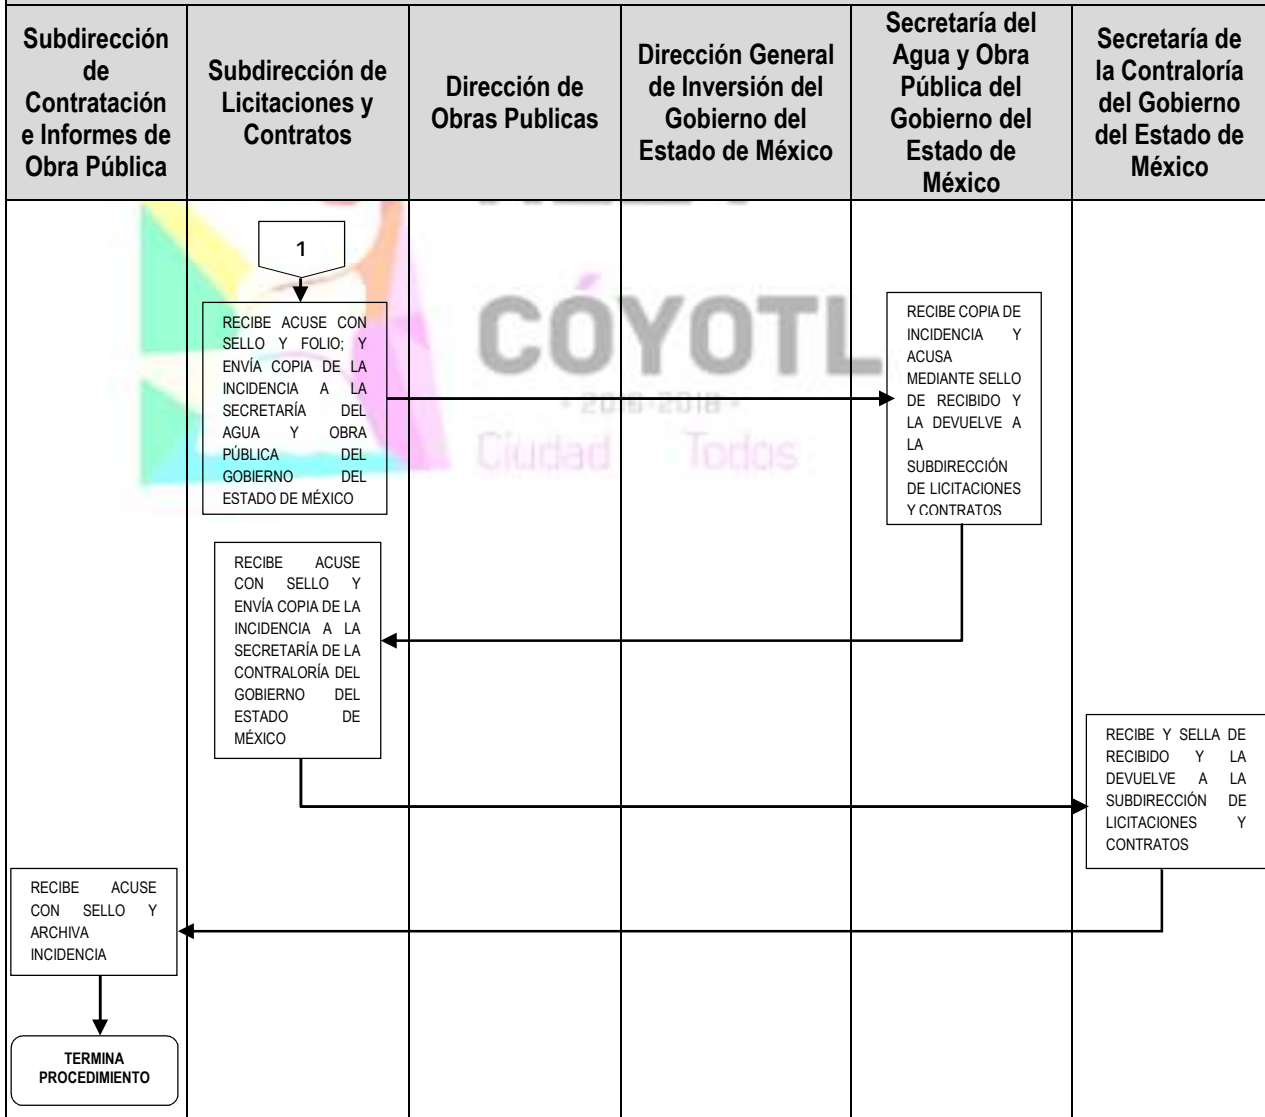 Subdirección
de
Contratación
e Informes de
Obra Pública
Subdirección de
Licitaciones y
Contratos
Dirección de
Obras Publicas
Dirección General
de Inversión del
Gobierno del
Estado de México
Secretaría del
Agua y Obra
Pública del
Gobierno del
Estado de
México
Secretaría de
la Contraloría
del Gobierno
del Estado de
México
1
RECIBE ACUSE CON
SELLO Y FOLIO; Y
ENVÍA COPIA DE LA
INCIDENCIA A LA
SECRETARÍA DEL
AGUA Y OBRA
PÚBLICA DEL
GOBIERNO DEL
ESTADO DE MÉXICO
CÓYOTL
2016-2018
Ciudad Todos
RECIBE COPIA DE
INCIDENCIA Y
ACUSA
MEDIANTE SELLO
DE RECIBIDO Y
LA DEVUELVE A
LA
SUBDIRECCIÓN
DE LICITACIONES
Y CONTRATOS
RECIBE ACUSE
CON SELLO Y
ENVÍA COPIA DE LA
INCIDENCIA A LA
SECRETARÍA DE LA
CONTRALORÍA DEL
GOBIERNO DEL
ESTADO DE
MÉXICO
RECIBE Y SELLA DE
RECIBIDO Y LA
DEVUELVE A LA
SUBDIRECCIÓN DE
LICITACIONES Y
CONTRATOS
RECIBE ACUSE
CON SELLO Y
ARCHIVA
INCIDENCIA
TERMINA
PROCEDIMIENTO